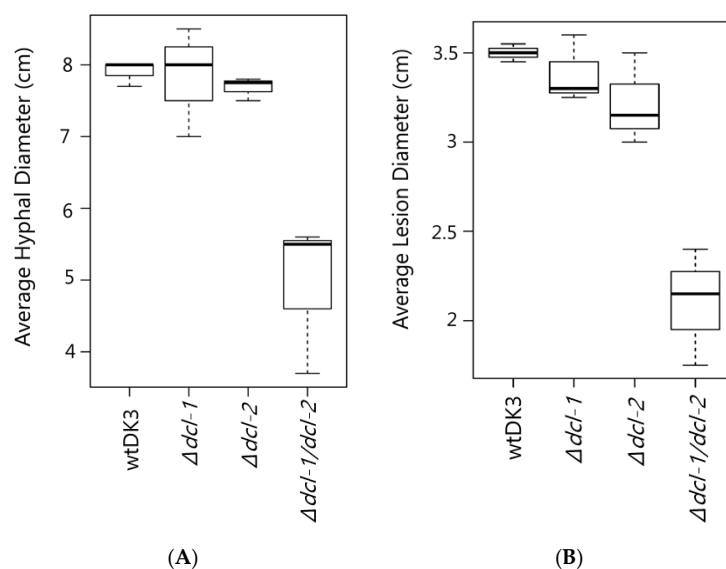 Average Hyphal Diameter (cm)
8
7
6
5
4
wtDK3
Δdcl-1
Δdcl-2
Δdcl-1/dcl-2
(A)
Average Lesion Diameter (cm)
3.5
3
2.5
2
wtDK3
Δdcl-1
Δdcl-2
Δdcl-1/dcl-2
(B)